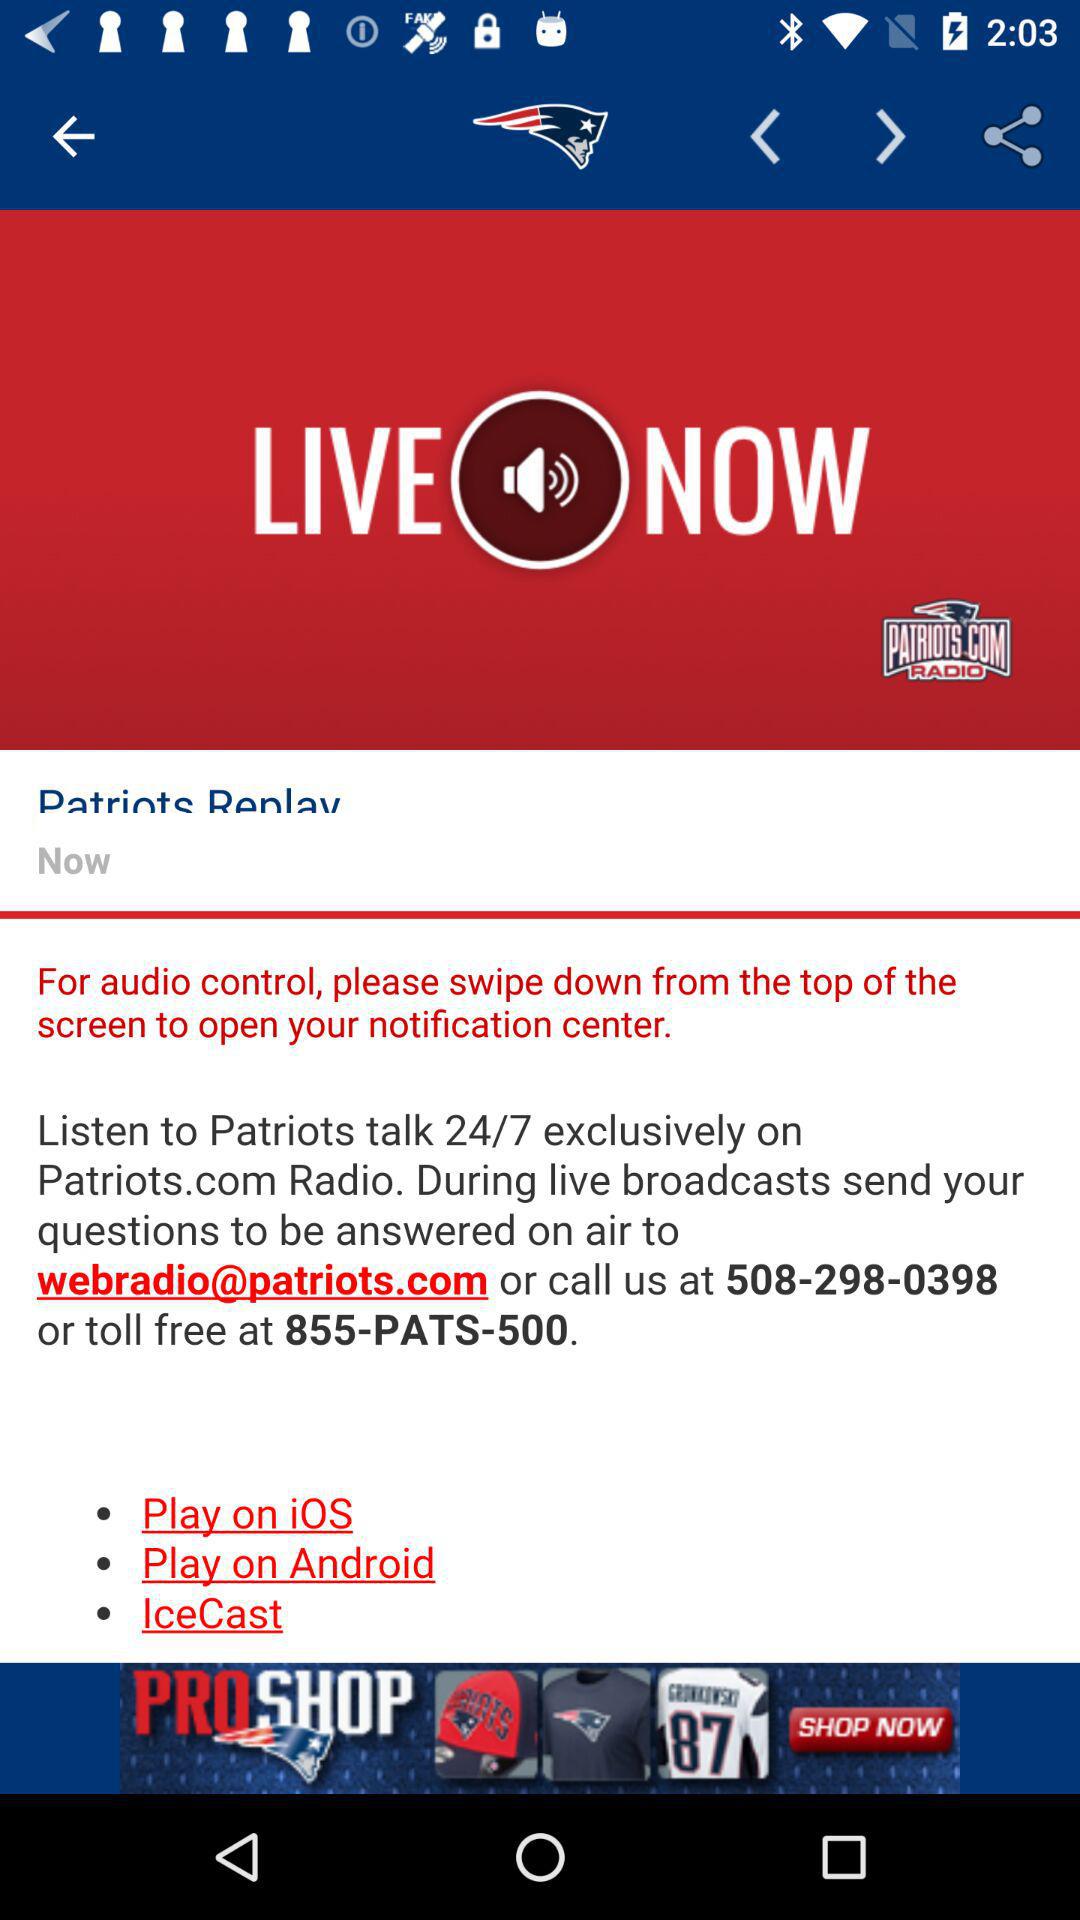 FAKE
2:03
LIVE NOW
PATRIOTS.COM
RADIO
Patriots Replay
Now
For audio control, please swipe down from the top of the
screen to open your notification center.
Listen to Patriots talk 24/7 exclusively on
Patriots.com Radio. During live broadcasts send your
questions to be answered on air to
webradio@patriots.com or call us at 508-298-0398
or toll free at 855-PATS-500.
• Play on iOS
• Play on Android
• IceCast
PROSHOP
GRONKOWSKI
87
SHOP NOW